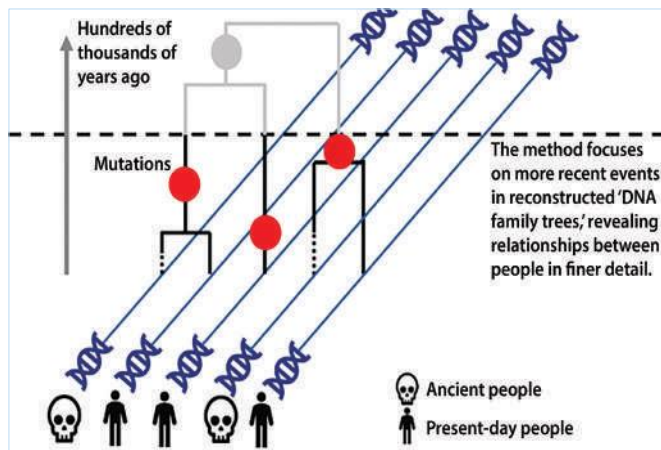 Hundreds of
thousands of
years ago
Mutations
The method focuses
on more recent events
in reconstructed ‘DNA
family trees,’ revealing
relationships between
people in finer detail.
Ancient people
Present-day people